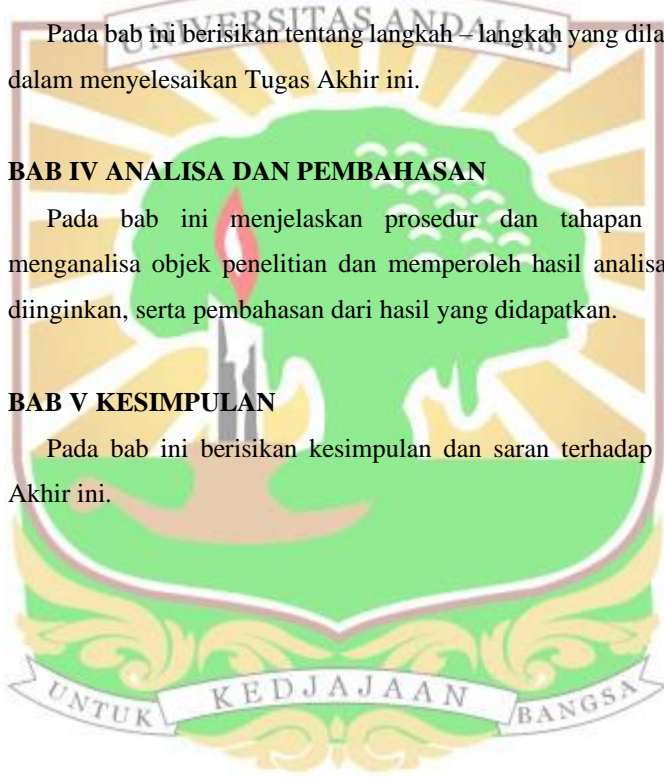 UNIVERSITAS ANDALAS
Pada bab ini berisikan tentang langkah – langkah yang dila
dalam menyelesaikan Tugas Akhir ini.
BAB IV ANALISA DAN PEMBAHASAN
Pada bab ini menjelaskan prosedur dan tahapan
menganalisa objek penelitian dan memperoleh hasil analisa
diinginkan, serta pembahasan dari hasil yang didapatkan.
BAB V KESIMPULAN
Pada bab ini berisikan kesimpulan dan saran terhadap
Akhir ini.
UNTUK KEDJAJAAN BANGSA